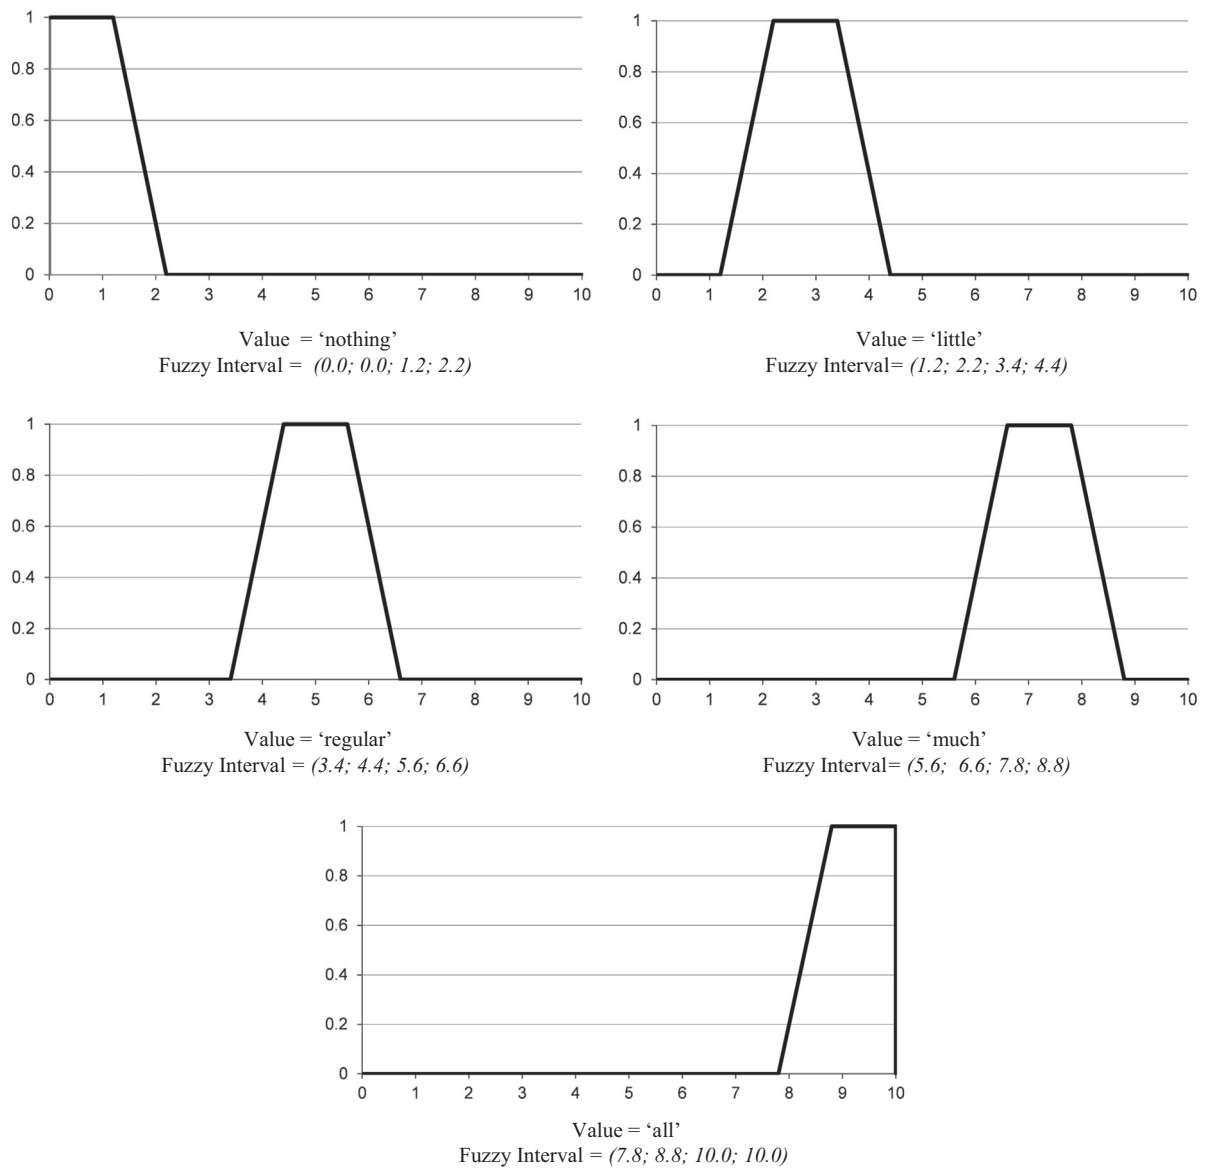 1
0.8
0.6
0.4
0.2
0
0 1 2 3 4 5 6 7 8 9 10
Value = ‘nothing’
Fuzzy Interval = (0.0; 0.0; 1.2; 2.2)
1
0.8
0.6
0.4
0.2
0
0 1 2 3 4 5 6 7 8 9 10
Value = ‘little’
Fuzzy Interval= (1.2; 2.2; 3.4; 4.4)
1
0.8
0.6
0.4
0.2
0
0 1 2 3 4 5 6 7 8 9 10
Value = ‘regular’
Fuzzy Interval = (3.4; 4.4; 5.6; 6.6)
1
0.8
0.6
0.4
0.2
0
0 1 2 3 4 5 6 7 8 9 10
Value = ‘much’
Fuzzy Interval= (5.6; 6.6; 7.8; 8.8)
1
0.8
0.6
0.4
0.2
0
0 1 2 3 4 5 6 7 8 9 10
Value = ‘all’
Fuzzy Interval = (7.8; 8.8; 10.0; 10.0)